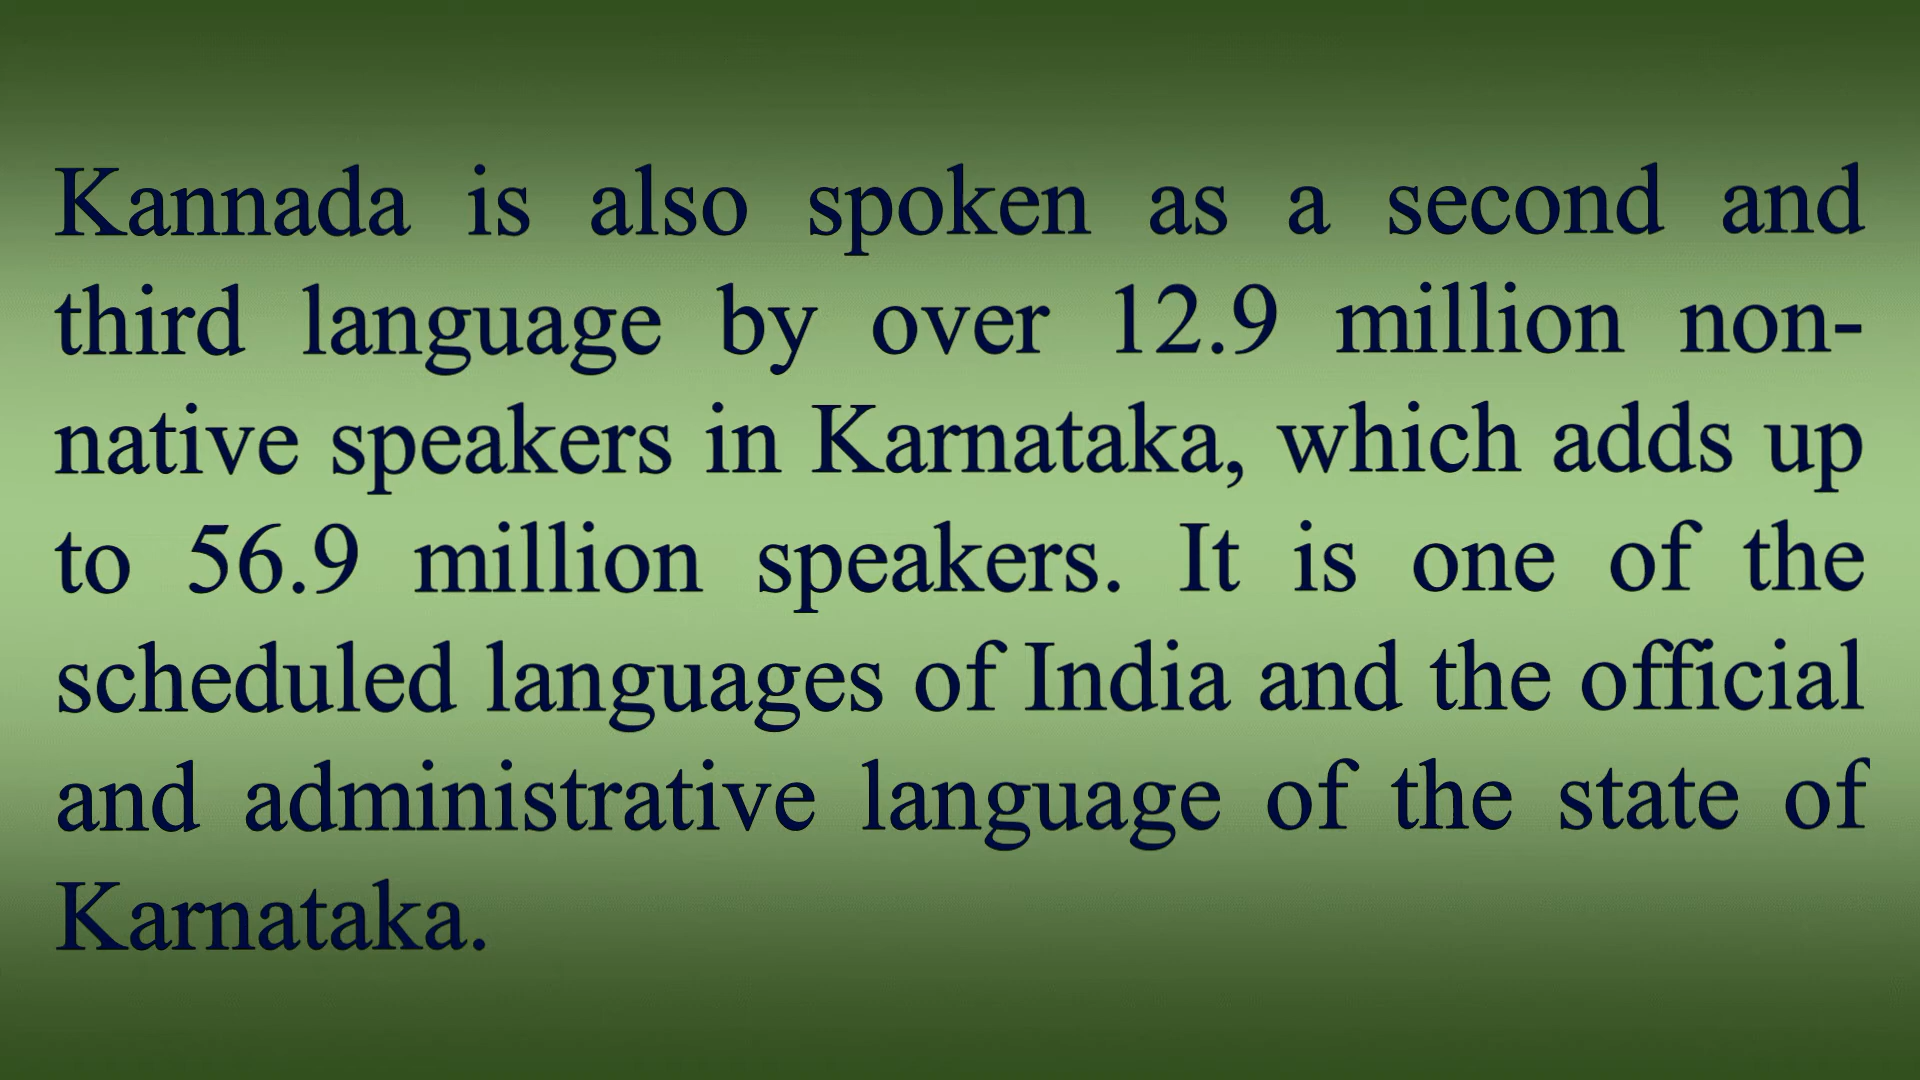 Kannada is also spoken as a second and
third language by over 12.9 million non-
native speakers in Karnataka, which adds up
to 56.9 million speakers. It is one of the
scheduled languages of India and the official
and administrative language of the state of
Karnataka.